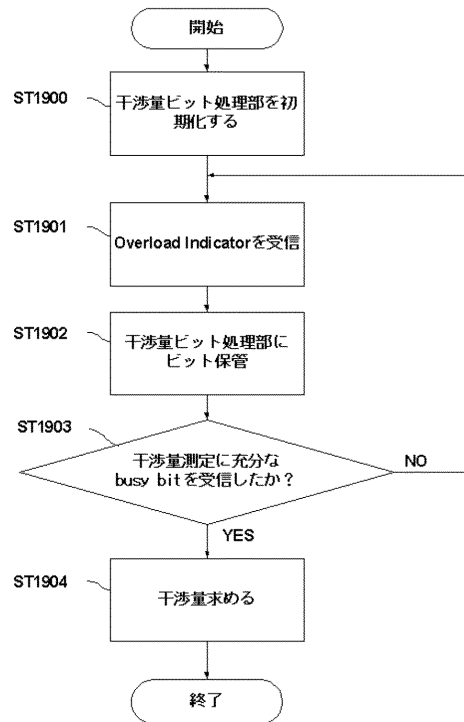 開始
ST1900
干渉量ビット処理部を初
期化する
ST1901
Overload Indicatorを受信
ST1902
干渉量ビット処理部に
ビット保管
ST1903
干渉量測定に充分な
busy bitを受信したか？
NO
YES
ST1904
干渉量求める
終了